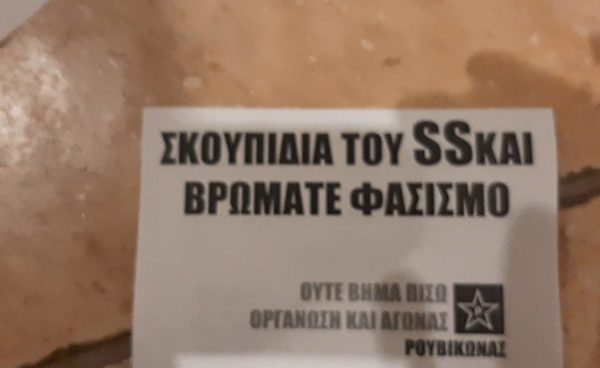 ΣΚΟΥΠΙΔΙΑ ΤΟΥ SSΚΑΙ
ΒΡΩΜΑΤΕ ΦΑΣΙΣΜΟ
ΟΥΤΕ ΒΗΜΑ ΠΙΣΩ
ΟΡΓΑΝΩΣΗ ΚΑΙ ΑΓΩΝΑΣ
ΡΟΥΒΙΚΩΝΑΣ